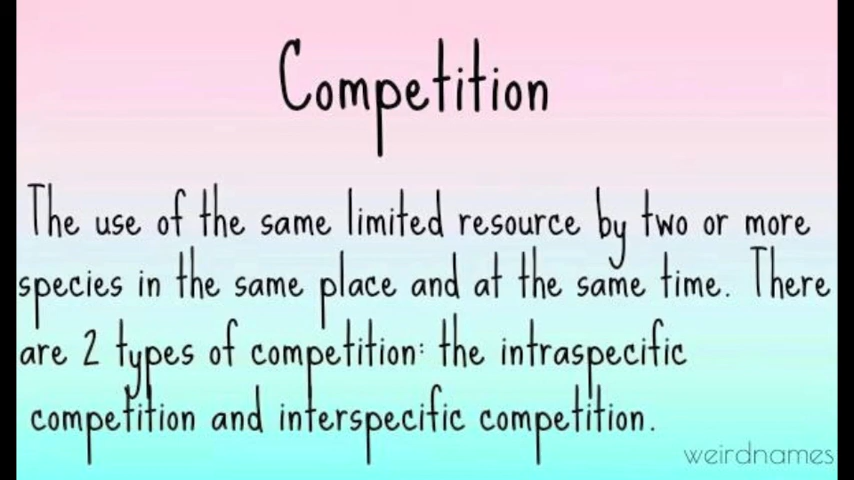 Competition
The use of the same limited resource by two or more
species in the same place and at the same time. There
are 2 types of competition: the intraspecific
competition and interspecific competition.
weirdnames